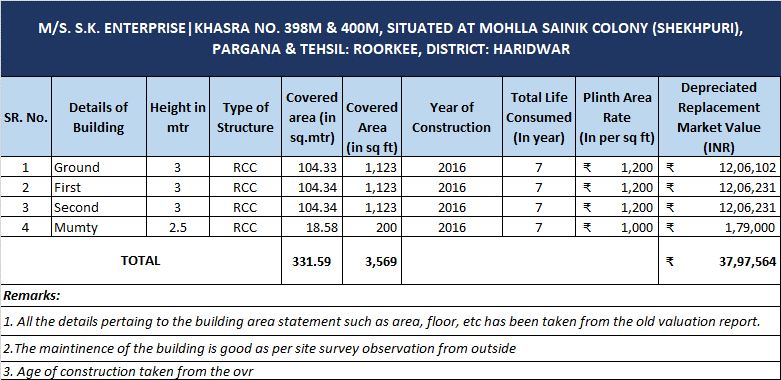 M/S. S.K. ENTERPRISE|KHASRA NO. 398M & 400M, SITUATED AT MOHLLA SAINIK COLONY (SHEKHPURI),
PARGANA & TEHSIL: ROORKEE, DISTRICT: HARIDWAR
SR. No. Details of Building Height in mtr Type of Structure Covered area (in sq.mtr) Covered Area (in sq ft) Year of Construction Total Life Consumed (In year) Plinth Area Rate (In per sq ft) Depreciated Replacement Market Value (INR)
1 Ground 3 RCC 104.33 1,123 2016 7 ₹ 1,200 ₹ 12,06,102
2 First 3 RCC 104.34 1,123 2016 7 ₹ 1,200 ₹ 12,06,231
3 Second 3 RCC 104.34 1,123 2016 7 ₹ 1,200 ₹ 12,06,231
4 Mumty 2.5 RCC 18.58 200 2016 7 ₹ 1,000 ₹ 1,79,000
TOTAL 331.59 3,569 ₹ 37,97,564
Remarks:
1. All the details pertaing to the building area statement such as area, floor, etc has been taken from the old valuation report.
2.The maintinence of the building is good as per site survey observation from outside
3. Age of construction taken from the ovr